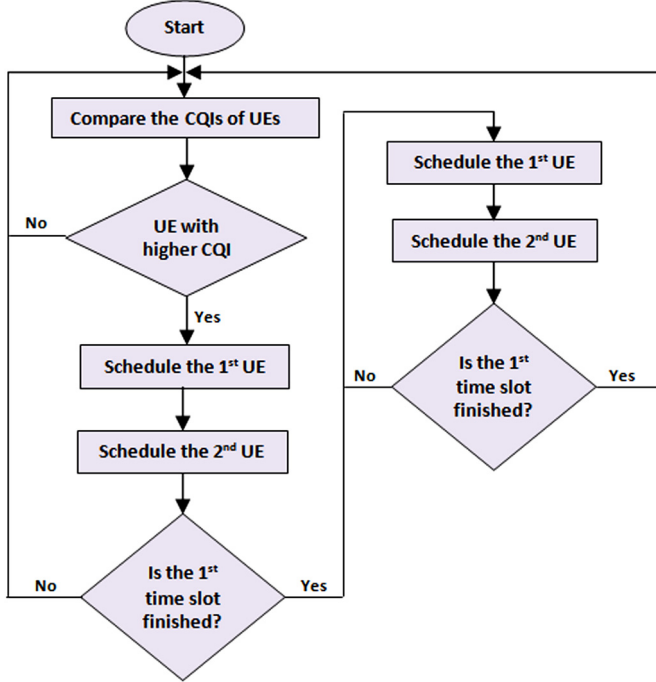 Start
Compare the CQIs of UEs
No
UE with
higher CQI
Yes
Schedule the 1st UE
Schedule the 2nd UE
No
Is the 1st
time slot
finished?
Yes
Schedule the 1st UE
Schedule the 2nd UE
No
Is the 1st
time slot
finished?
Yes